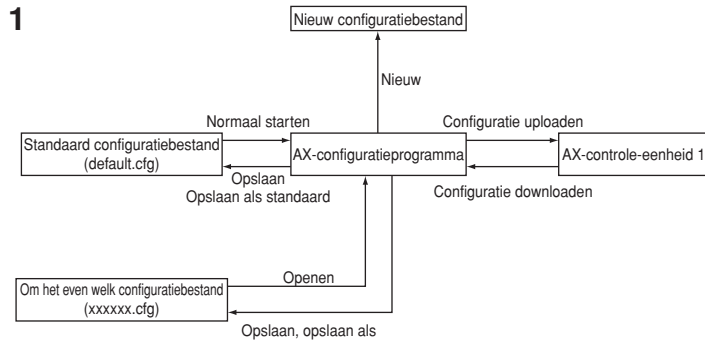 1
Nieuw configuratiebestand
Nieuw
Normaal starten
Configuratie uploaden
Standaard configuratiebestand
(default.cfg)
AX-configuratieprogramma
AX-controle-eenheid 1
Opslaan
Opslaan als standaard
Configuratie downloaden
Openen
Om het even welk configuratiebestand
(xxxxxx.cfg)
Opslaan, opslaan als